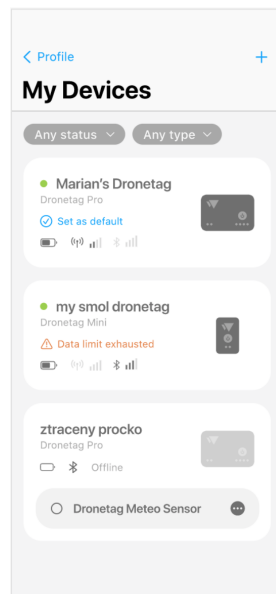 Profile
My Devices
Any status
Any type
Marian's Dronetag
Dronetag Pro
Set as default
my smol dronetag
Dronetag Mini
Data limit exhausted
ztraceny procko
Dronetag Pro
Offline
Dronetag Meteo Sensor